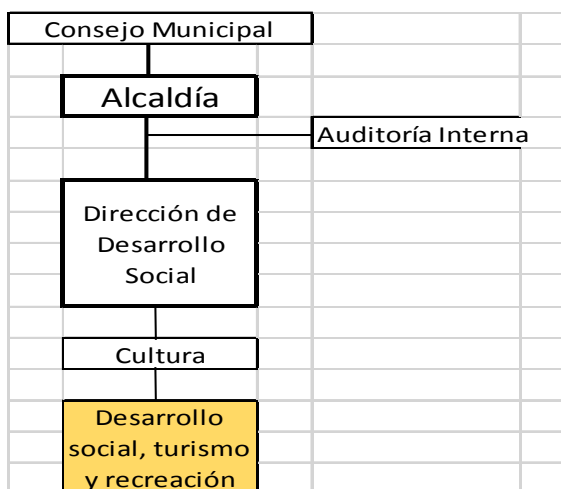 Consejo Municipal
Alcaldía
Auditoría Interna
Dirección de
Desarrollo
Social
Cultura
Desarrollo
social, turismo
y recreación